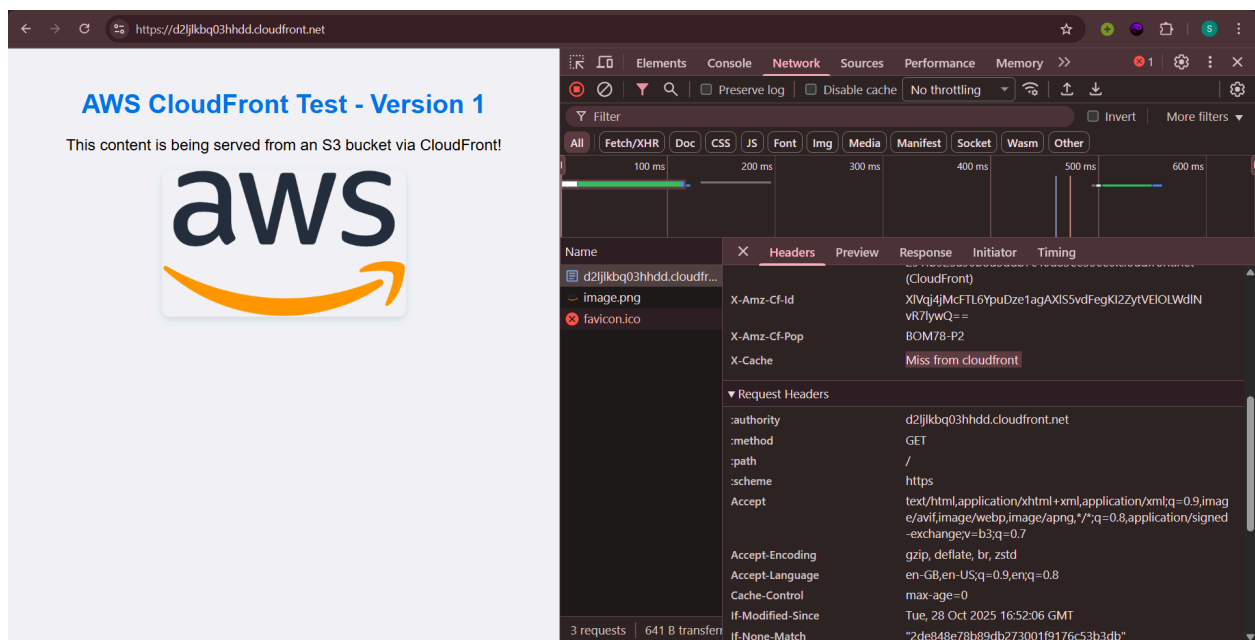 https://d2ljlkbq03hhdd.cloudfront.net
S
AWS CloudFront Test - Version 1
This content is being served from an S3 bucket via CloudFront!
aws
Elements Console Network Sources Performance Memory 1
Preserve log Disable cache No throttling
Filter Invert More filters
All Fetch/XHR Doc CSS JS Font Img Media Manifest Socket Wasm Other
100 ms 200 ms 300 ms 400 ms 500 ms 600 ms
Name
d2ljlkbq03hhdd.cloudfr...
image.png
favicon.ico
3 requests 641 B transfer
Headers Preview Response Initiator Timing
(CloudFront)
X-Amz-Cf-Id XlVqj4jMcFTL6YpuDze1agAXlS5vdFegKI2ZytVElOLWdlN
vR7lywQ==
X-Amz-Cf-Pop BOM78-P2
X-Cache Miss from cloudfront
Request Headers
:authority d2ljlkbq03hhdd.cloudfront.net
:method GET
:path /
:scheme https
Accept text/html,application/xhtml+xml,application/xml;q=0.9,imag
e/avif,image/webp,image/apng,*/*;q=0.8,application/signed
-exchange;v=b3;q=0.7
Accept-Encoding gzip, deflate, br, zstd
Accept-Language en-GB,en-US;q=0.9,en;q=0.8
Cache-Control max-age=0
If-Modified-Since Tue, 28 Oct 2025 16:52:06 GMT
If-None-Match "2de848e78b89db273001f9176c53b3db"